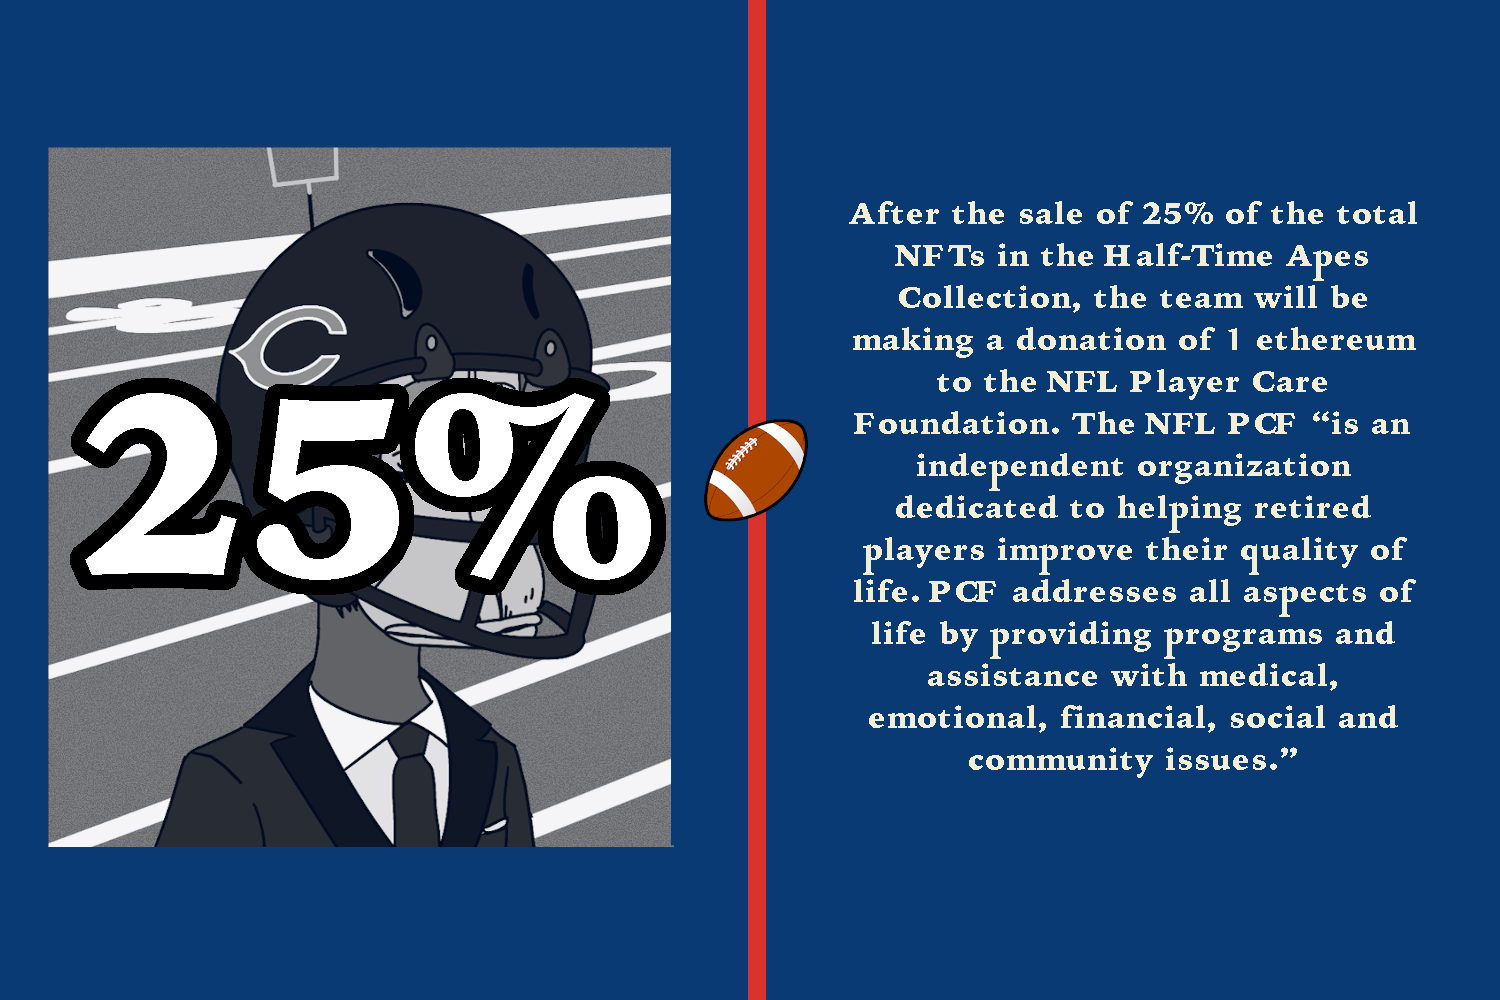 25%
After the sale of 25% of the total
NFTs in the Half-Time Apes
Collection, the team will be
making a donation of 1 ethereum
to the NFL Player Care
Foundation. The NFL PCF “is an
independent organization
dedicated to helping retired
players improve their quality of
life. PCF addresses all aspects of
life by providing programs and
assistance with medical,
emotional, financial, social and
community issues.”